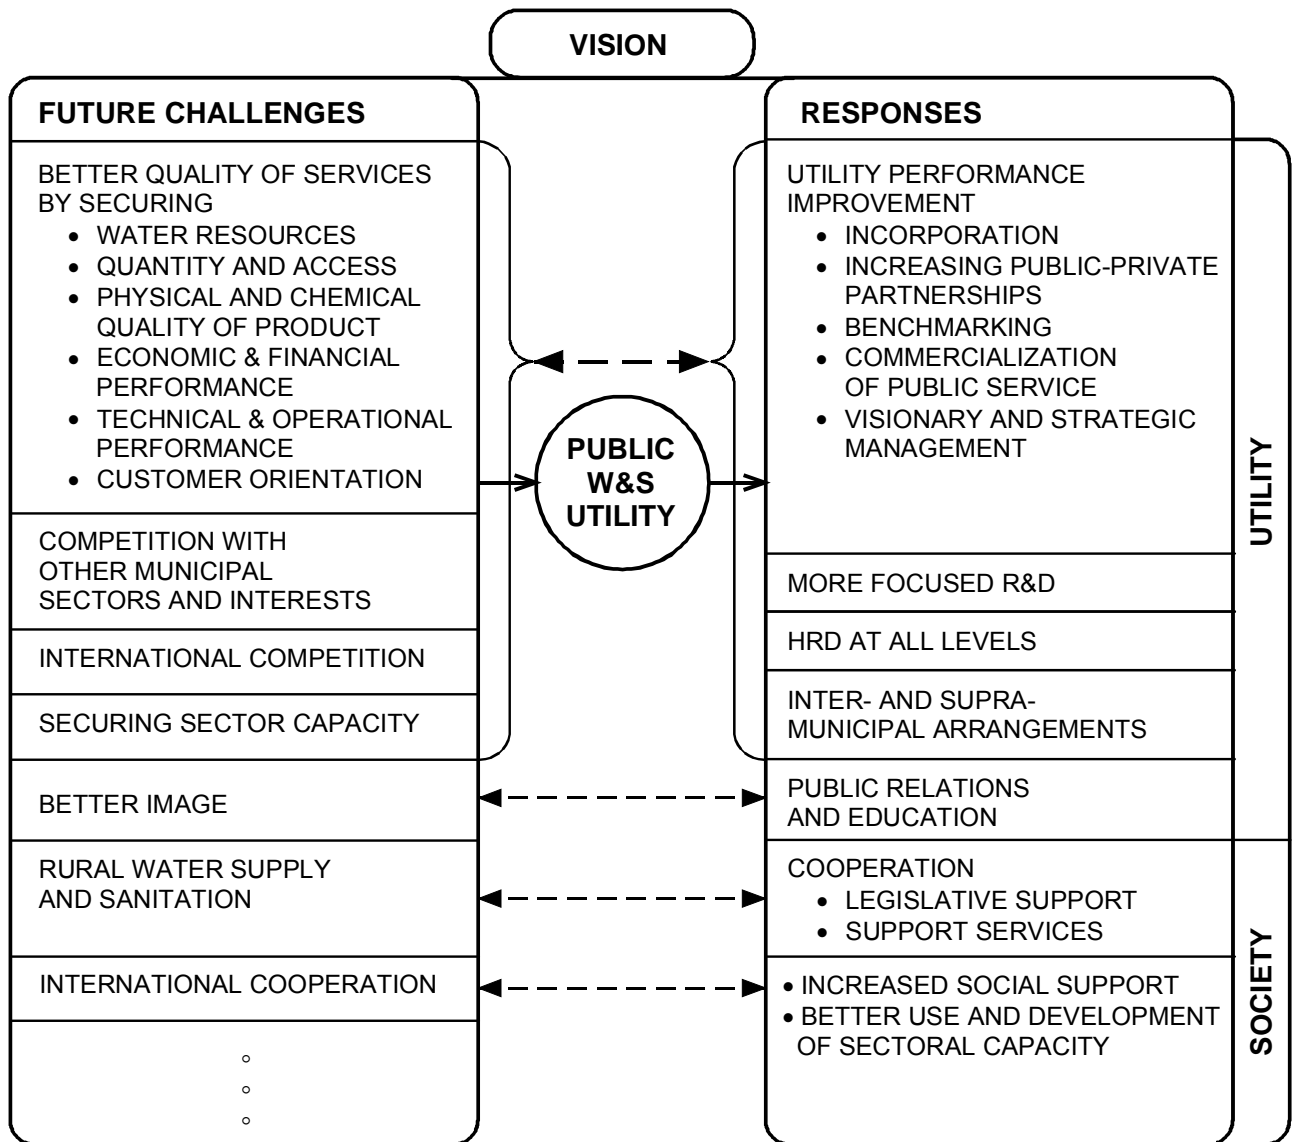 VISION
FUTURE CHALLENGES
BETTER QUALITY OF SERVICES
BY SECURING
• WATER RESOURCES
• QUANTITY AND ACCESS
• PHYSICAL AND CHEMICAL
QUALITY OF PRODUCT
• ECONOMIC & FINANCIAL
PERFORMANCE
• TECHNICAL & OPERATIONAL
PERFORMANCE
• CUSTOMER ORIENTATION
COMPETITION WITH
OTHER MUNICIPAL
SECTORS AND INTERESTS
INTERNATIONAL COMPETITION
SECURING SECTOR CAPACITY
BETTER IMAGE
RURAL WATER SUPPLY
AND SANITATION
INTERNATIONAL COOPERATION
PUBLIC
W&S
UTILITY
RESPONSES
UTILITY PERFORMANCE
IMPROVEMENT
• INCORPORATION
• INCREASING PUBLIC-PRIVATE
PARTNERSHIPS
• BENCHMARKING
• COMMERCIALIZATION
OF PUBLIC SERVICE
• VISIONARY AND STRATEGIC
MANAGEMENT
MORE FOCUSED R&D
HRD AT ALL LEVELS
INTER- AND SUPRA-
MUNICIPAL ARRANGEMENTS
PUBLIC RELATIONS
AND EDUCATION
COOPERATION
• LEGISLATIVE SUPPORT
• SUPPORT SERVICES
• INCREASED SOCIAL SUPPORT
• BETTER USE AND DEVELOPMENT
OF SECTORAL CAPACITY
UTILITY
SOCIETY